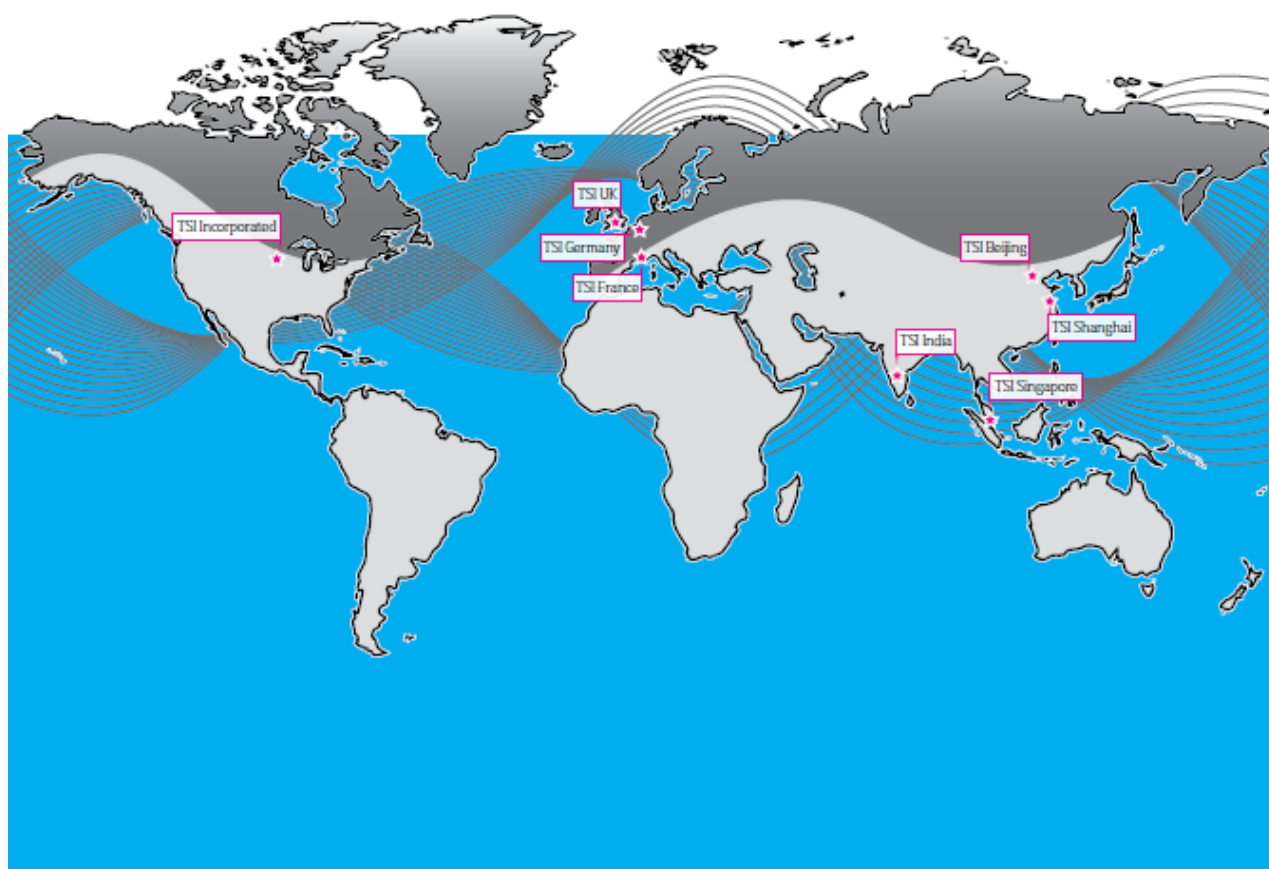 TSI UK
TSI Incorporated
TSI Germany
TSI Beijing
TSI France
TSI Shanghai
TSI India
TSI Singapore